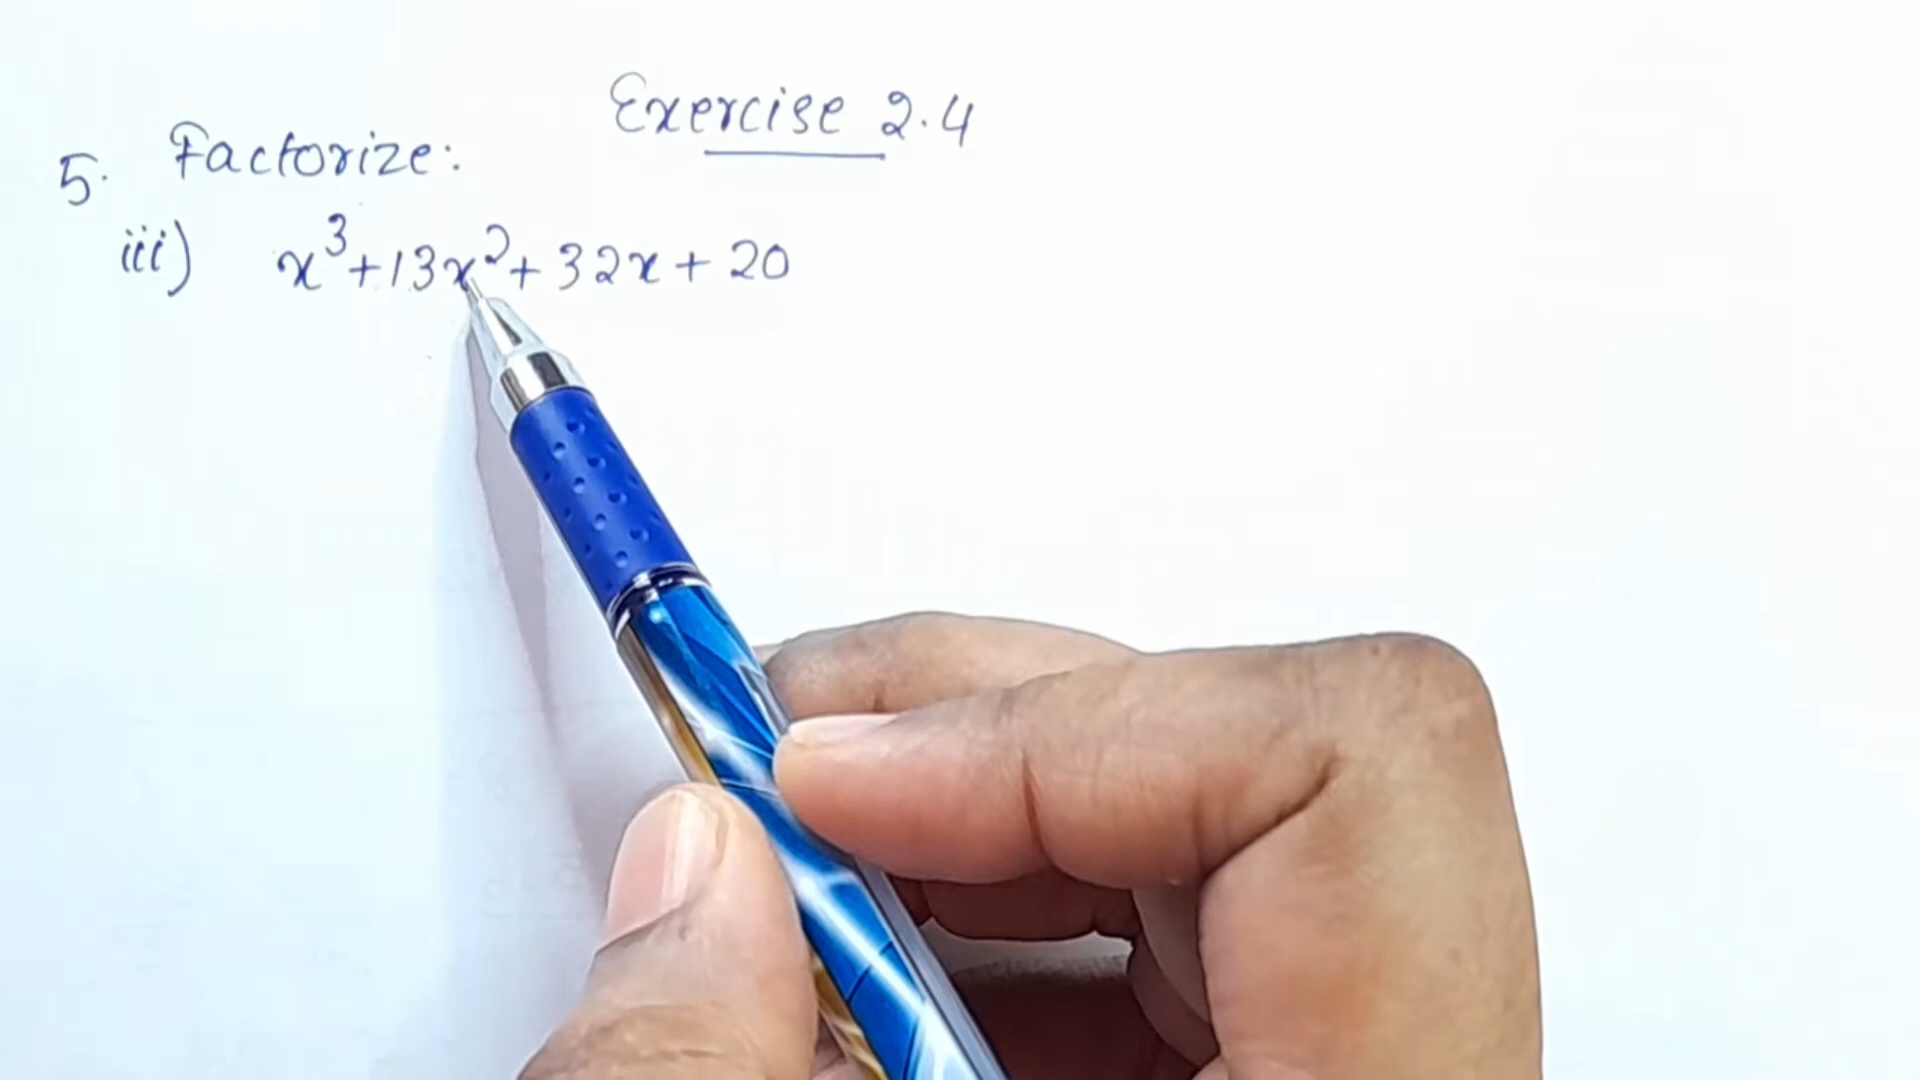 Exercise 2.4
5. Factorize:
iii) x³+13x²+32x+20